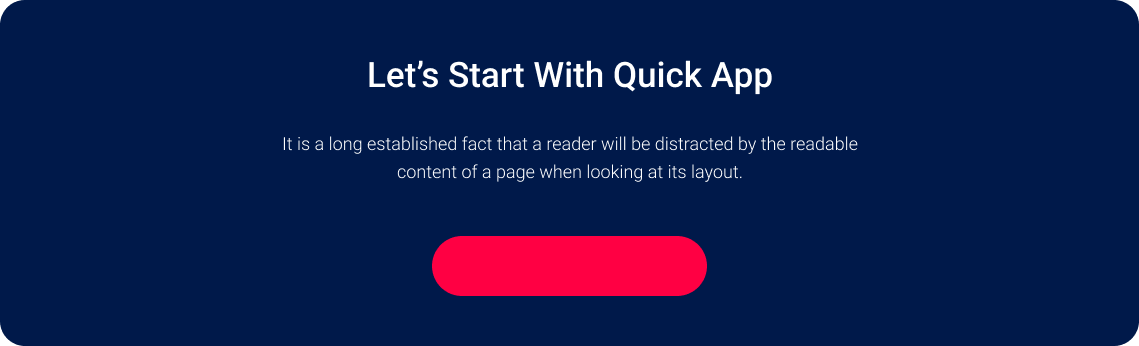 Let’s Start With Quick App
It is a long established fact that a reader will be distracted by the readable
content of a page when looking at its layout.